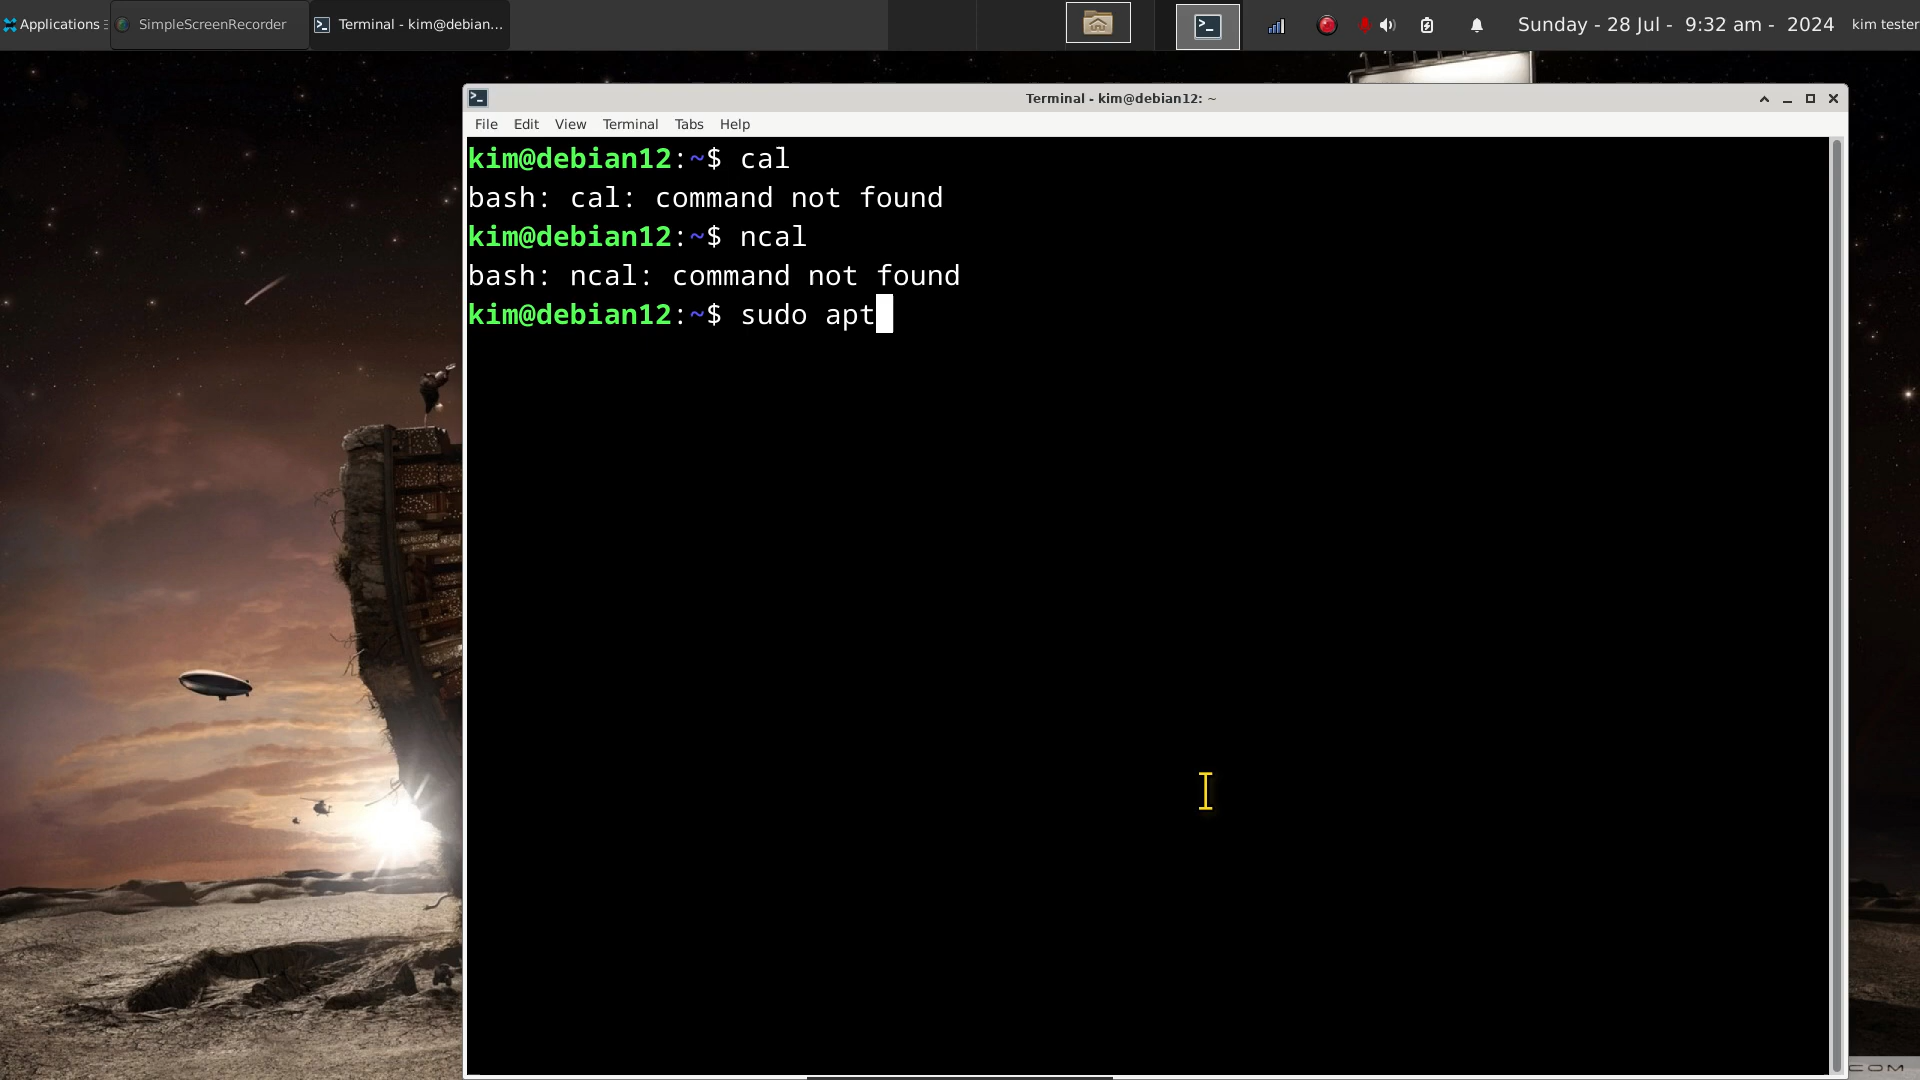 Applications
SimpleScreenRecorder
Terminal - kim@debian...
Sunday - 28 Jul - 9:32 am - 2024
kim tester
Terminal - kim@debian12: ~
File Edit View Terminal Tabs Help
kim@debian12:~$ cal
bash: cal: command not found
kim@debian12:~$ ncal
bash: ncal: command not found
kim@debian12:~$ sudo apt
COM